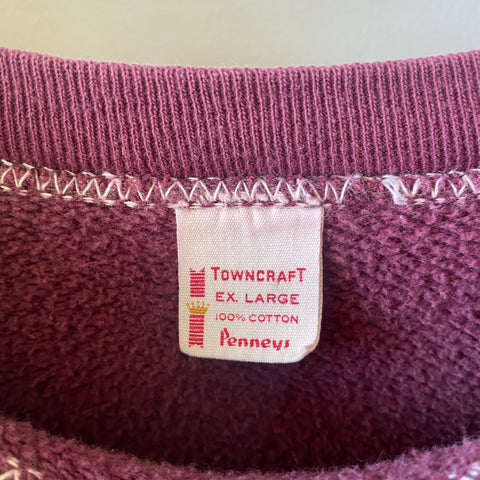 TOWNCRAFT
EX. LARGE
100% COTTON
Penneys